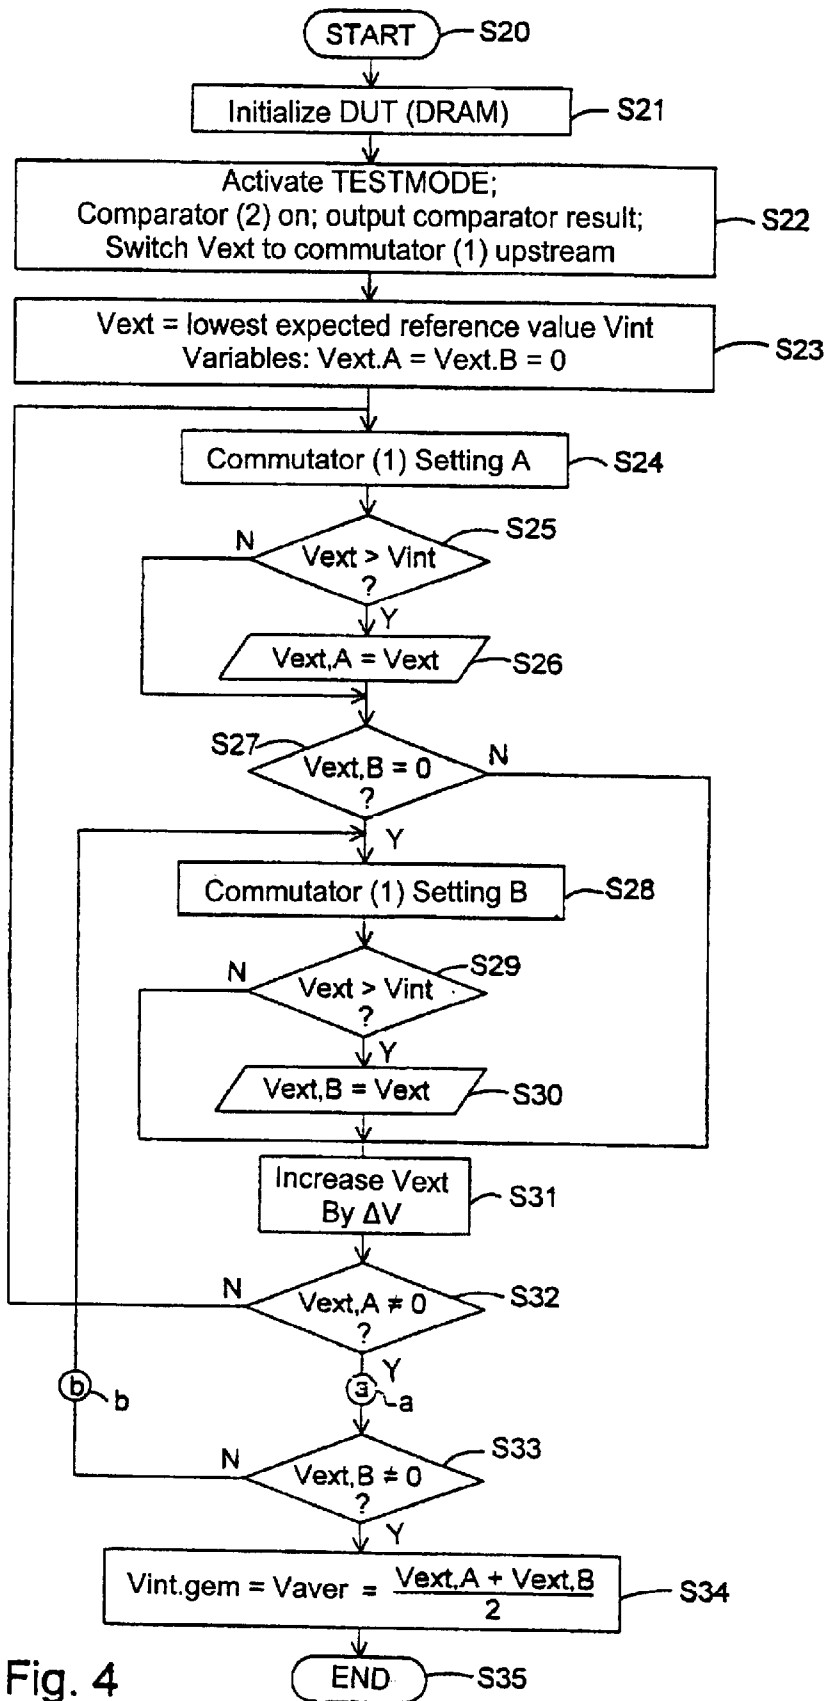 START
S20
Initialize DUT (DRAM)
S21
Activate TESTMODE;
Comparator (2) on; output comparator result;
Switch Vext to commutator (1) upstream
S22
Vext = lowest expected reference value Vint
Variables: Vext.A = Vext.B = 0
S23
Commutator (1) Setting A
S24
N
Vext > Vint
?
S25
Y
Vext,A = Vext
S26
S27
Vext,B = 0
?
N
Y
Commutator (1) Setting B
S28
N
Vext > Vint
?
S29
Y
Vext,B = Vext
S30
Increase Vext
By ΔV
S31
N
Vext,A ≠ 0
?
S32
Y
b
b
a
a
N
Vext,B ≠ 0
?
S33
Y
Vint.gem = Vaver = Vext,A + Vext,B
2
S34
Fig. 4
END
S35